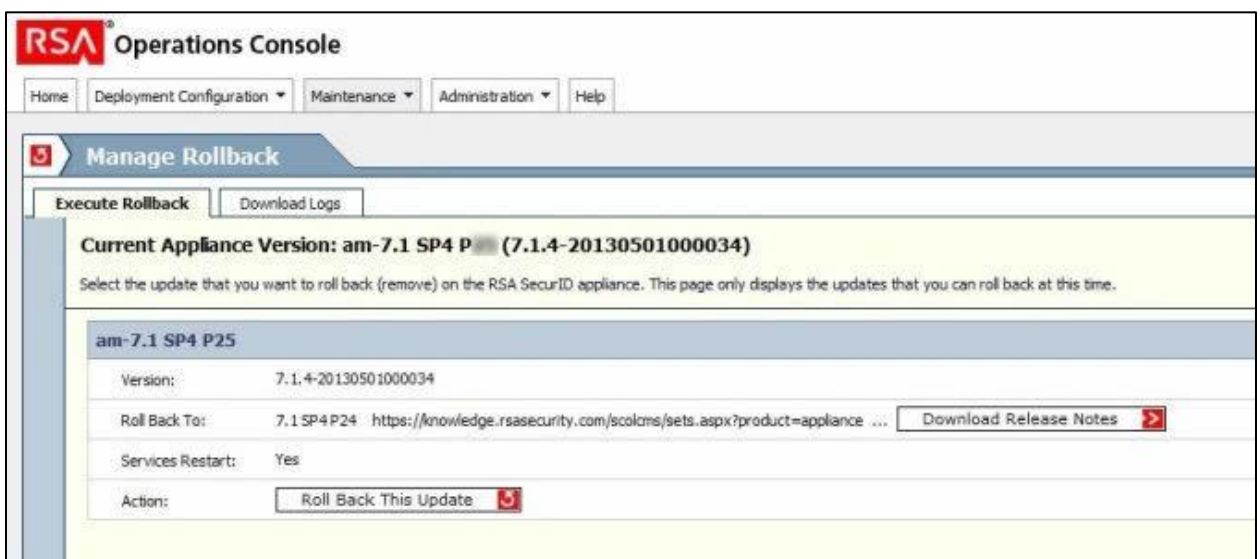 RSA® Operations Console
Home Deployment Configuration Maintenance Administration Help
Manage Rollback
Execute Rollback Download Logs
Current Appliance Version: am-7.1 SP4 P (7.1.4-20130501000034)
Select the update that you want to roll back (remove) on the RSA SecurID appliance. This page only displays the updates that you can roll back at this time.
am-7.1 SP4 P25
Version: 7.1.4-20130501000034
Roll Back To: 7.1 SP4 P24 https://knowledge.rsasecurity.com/scolcms/sets.aspx?product=appliance ... Download Release Notes
Services Restart: Yes
Action: Roll Back This Update